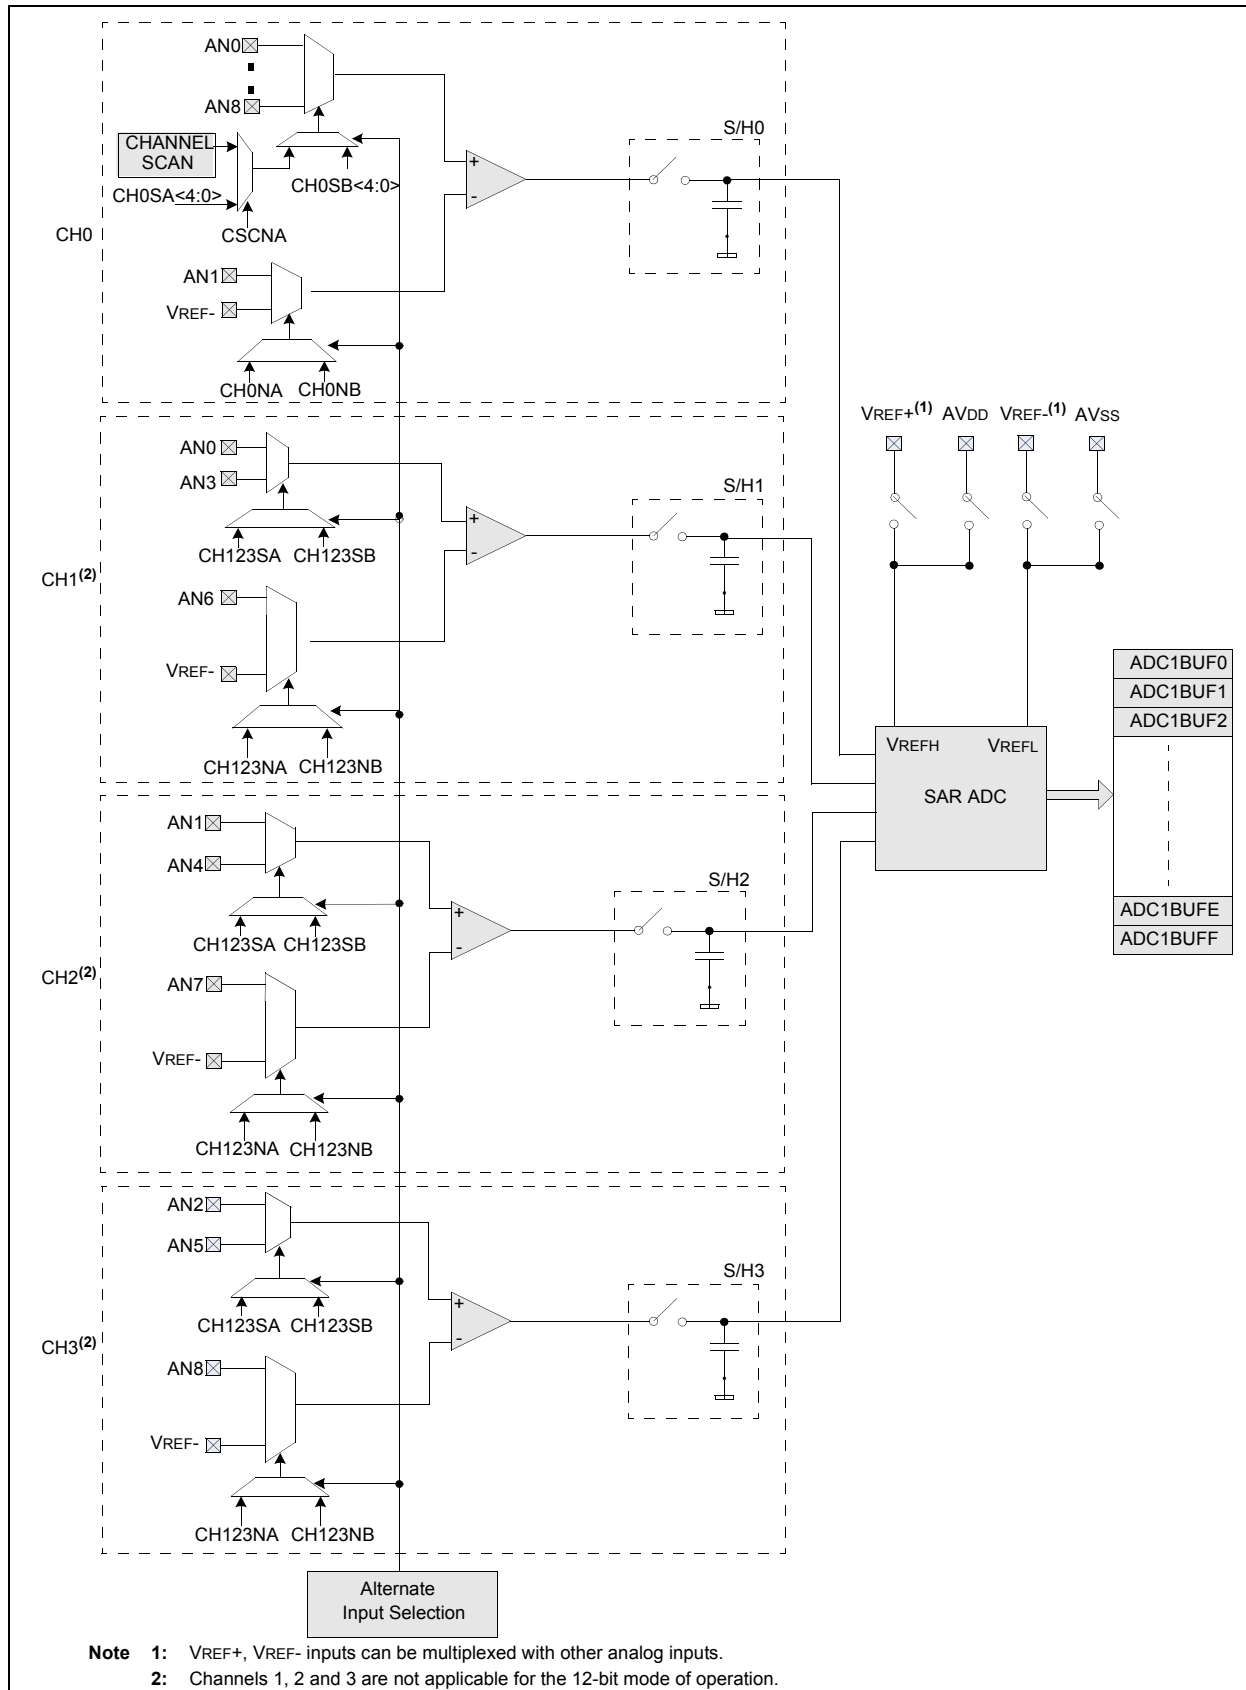 AN0
AN8
CHANNEL
SCAN
CH0SA<4:0>
CH0SB<4:0>
CSCNA
CH0
AN1
VREF-
CH0NA CH0NB
+
-
S/H0
AN0
AN3
CH123SA CH123SB
CH1(2)
AN6
VREF-
CH123NA CH123NB
+
-
S/H1
VREF+(1) AVDD VREF-(1) AVSS
VREFH VREFL
SAR ADC
ADC1BUF0
ADC1BUF1
ADC1BUF2
ADC1BUFE
ADC1BUFF
AN1
AN4
CH123SA CH123SB
CH2(2)
AN7
VREF-
CH123NA CH123NB
+
-
S/H2
AN2
AN5
CH123SA CH123SB
CH3(2)
AN8
VREF-
CH123NA CH123NB
+
-
S/H3
Alternate
Input Selection
Note 1: VREF+, VREF- inputs can be multiplexed with other analog inputs.
2: Channels 1, 2 and 3 are not applicable for the 12-bit mode of operation.